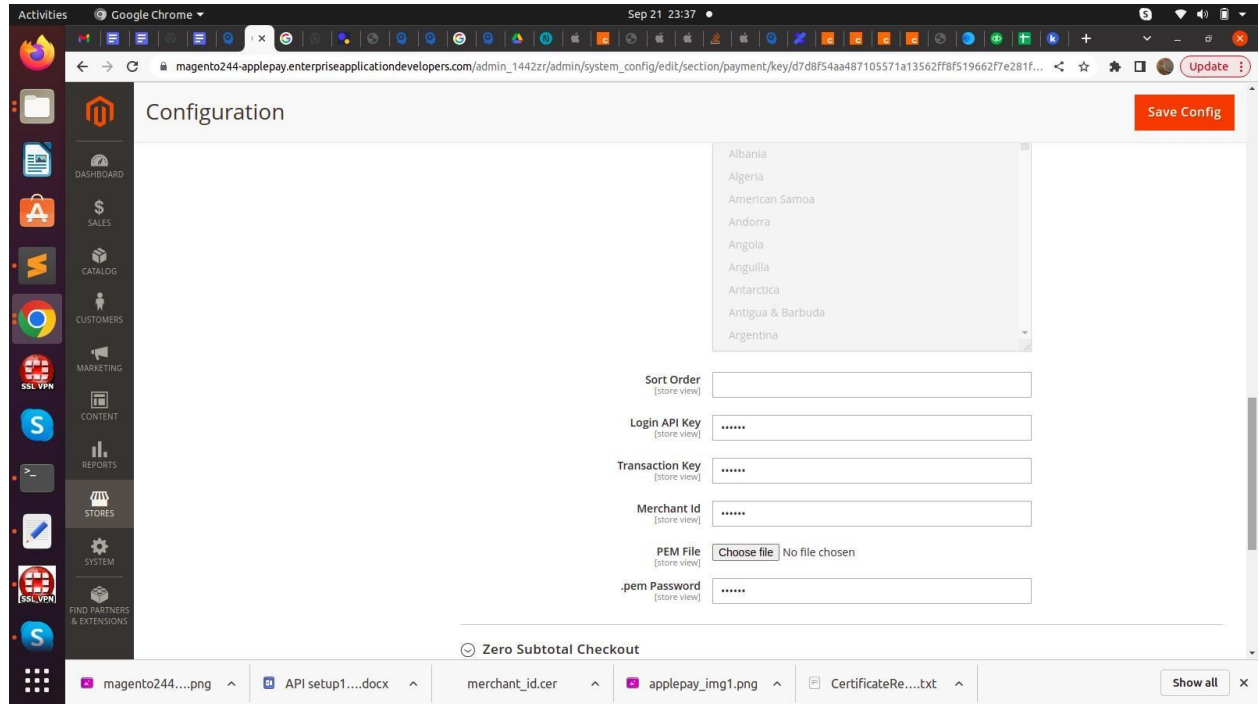 Activities Google Chrome Sep 21 23:37
magento244-applepay.enterpriseapplicationdevelopers.com/admin_1442zr/admin/system_config/edit/section/payment/key/d7d8f54aa487105571a13562ff8f519662f7e281f... Update
Configuration
Save Config
DASHBOARD
SALES
CATALOG
CUSTOMERS
MARKETING
CONTENT
REPORTS
STORES
SYSTEM
FIND PARTNERS
& EXTENSIONS
SSL VPN
[SSL VPN]
Albania
Algeria
American Samoa
Andorra
Angola
Anguilla
Antarctica
Antigua & Barbuda
Argentina
Sort Order
[store view]
Login API Key ••••••
[store view]
Transaction Key ••••••
[store view]
Merchant Id ••••••
[store view]
PEM File Choose file No file chosen
[store view]
.pem Password ••••••
[store view]
Zero Subtotal Checkout
magento244....png API setup1....docx merchant_id.cer applepay_img1.png CertificateRe....txt Show all